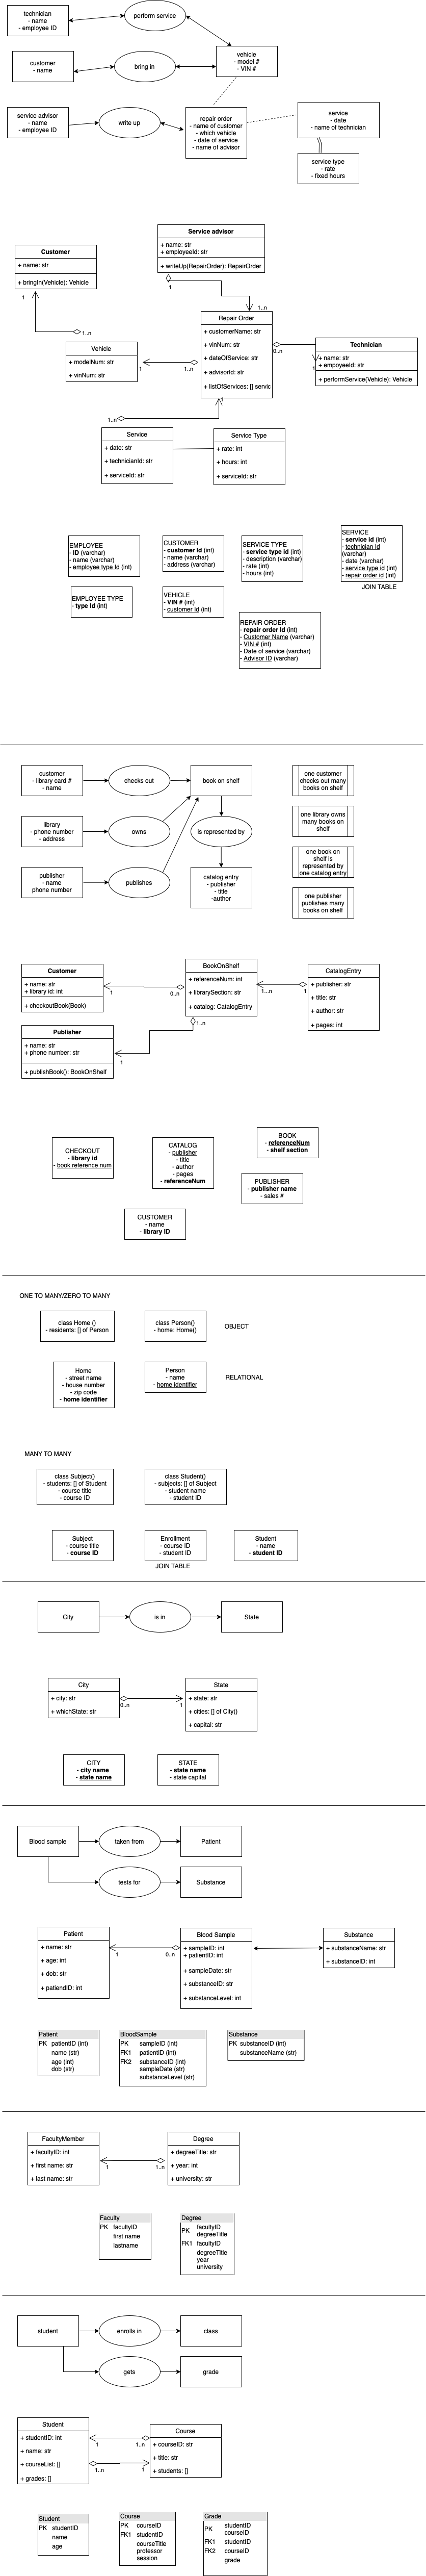 technician
- name
- employee ID
perform service
customer
- name
bring in
vehicle
- model #
- VIN #
service advisor
- name
- employee ID
write up
repair order
- name of customer
- which vehicle
- date of service
- name of advisor
service
- date
- name of technician
service type
- rate
- fixed hours
Customer
+ name: str
+ bringIn(Vehicle): Vehicle
1
1..n
Service advisor
+ name: str
+ employeeId: str
+ writeUp(RepairOrder): RepairOrder
1
1..n
Vehicle
+ modelNum: str
+ vinNum: str
1
1..n
Repair Order
+ customerName: str
+ vinNum: str
+ dateOfService: str
+ advisorId: str
+ listOfServices: [] servic
0..n
1
Technician
+ name: str
+ empoyeeId: str
+ performService(Vehicle): Vehicle
1..n
1
Service
+ date: str
+ technicianId: str
+ serviceId: str
Service Type
+ rate: int
+ hours: int
+ serviceId: str
EMPLOYEE
- ID (varchar)
- name (varchar)
- employee type Id (int)
CUSTOMER
- customer Id (int)
- name (varchar)
- address (varchar)
SERVICE TYPE
- service type id (int)
- description (varchar)
- rate (int)
- hours (int)
SERVICE
- service id (int)
- technician Id
(varchar)
- date (varchar)
- service type id (int)
- repair order id (int)
JOIN TABLE
EMPLOYEE TYPE
- type Id (int)
VEHICLE
- VIN # (int)
- customer Id (int)
REPAIR ORDER
- repair order Id (int)
- Customer Name (varchar)
- VIN # (int)
- Date of service (varchar)
- Advisor ID (varchar)
customer
- library card #
- name
checks out
book on shelf
one customer
checks out many
books on shelf
library
- phone number
- address
owns
is represented by
one library owns
many books on
shelf
publisher
- name
phone number
publishes
catalog entry
- publisher
- title
-author
one book on
shelf is
represented by
one catalog entry
one publisher
publishes many
books on shelf
Customer
+ name: str
+ library id: int
+ checkoutBook(Book)
1
0..n
BookOnShelf
+ referenceNum: int
+ librarySection: str
+ catalog: CatalogEntry
1...n
1
CatalogEntry
+ publisher: str
+ title: str
+ author: str
+ pages: int
Publisher
+ name: str
+ phone number: str
+ publishBook(): BookOnShelf
1
1..n
CHECKOUT
- library id
- book reference num
CATALOG
- publisher
- title
- author
- pages
- referenceNum
BOOK
- referenceNum
- shelf section
PUBLISHER
- publisher name
- sales #
CUSTOMER
- name
- library ID
ONE TO MANY/ZERO TO MANY
class Home ()
- residents: [] of Person
class Person()
- home: Home()
OBJECT
Home
- street name
- house number
- zip code
- home identifier
Person
- name
- home identifier
RELATIONAL
MANY TO MANY
class Subject()
- students: [] of Student
- course title
- course ID
class Student()
- subjects: [] of Subject
- student name
- student ID
Subject
- course title
- course ID
Enrollment
- course ID
- student ID
Student
- name
- student ID
JOIN TABLE
City
is in
State
City
+ city: str
+ whichState: str
0..n
1
State
+ state: str
+ cities: [] of City()
+ capital: str
CITY
- city name
- state name
STATE
- state name
- state capital
Blood sample
taken from
Patient
tests for
Substance
Patient
+ name: str
+ age: int
+ dob: str
+ patiendID: int
1
0..n
Blood Sample
+ sampleID: int
+ patientID: int
+ sampleDate: str
+ substanceID: str
+ substanceLevel: int
Substance
+ substanceName: str
+ substanceID: int
Patient
PK patientID (int)
name (str)
age (int)
dob (str)
BloodSample
PK sampleID (int)
FK1 patientID (int)
FK2 substanceID (int)
sampleDate (str)
substanceLevel (str)
Substance
PK substanceID (int)
substanceName (str)
FacultyMember
+ facultyID: int
+ first name: str
+ last name: str
1
1..n
Degree
+ degreeTitle: str
+ year: int
+ university: str
Faculty
PK facultyID
first name
lastname
Degree
PK facultyID
degreeTitle
FK1 facultyID
degreeTitle
year
university
student
enrolls in
class
gets
grade
Student
+ studentID: int
+ name: str
+ courseList: []
+ grades: []
1
1..n
1..n
1
Course
+ courseID: str
+ title: str
+ students: []
Student
PK studentID
name
age
Course
PK courseID
FK1 studentID
courseTitle
professor
session
Grade
PK studentID
courseID
FK1 studentID
FK2 courseID
grade